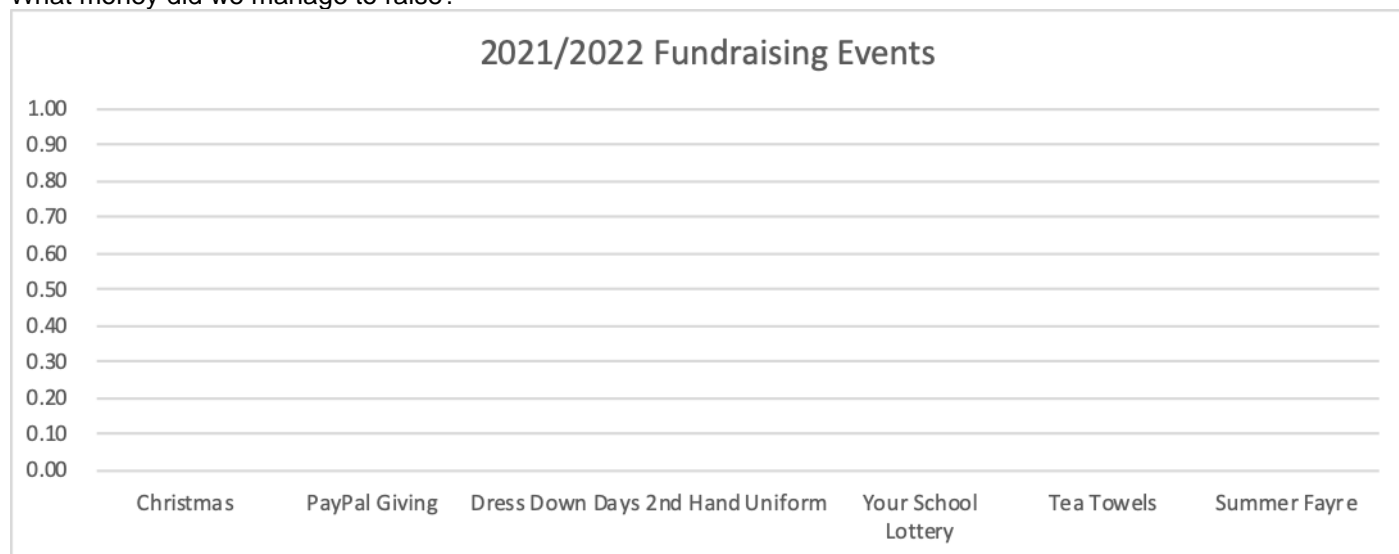 What money did we manage to raise?
2021/2022 Fundraising Events
1.00
0.90
0.80
0.70
0.60
0.50
0.40
0.30
0.20
0.10
0.00
Christmas PayPal Giving Dress Down Days 2nd Hand Uniform Your School Tea Towels Summer Fayre
Lottery